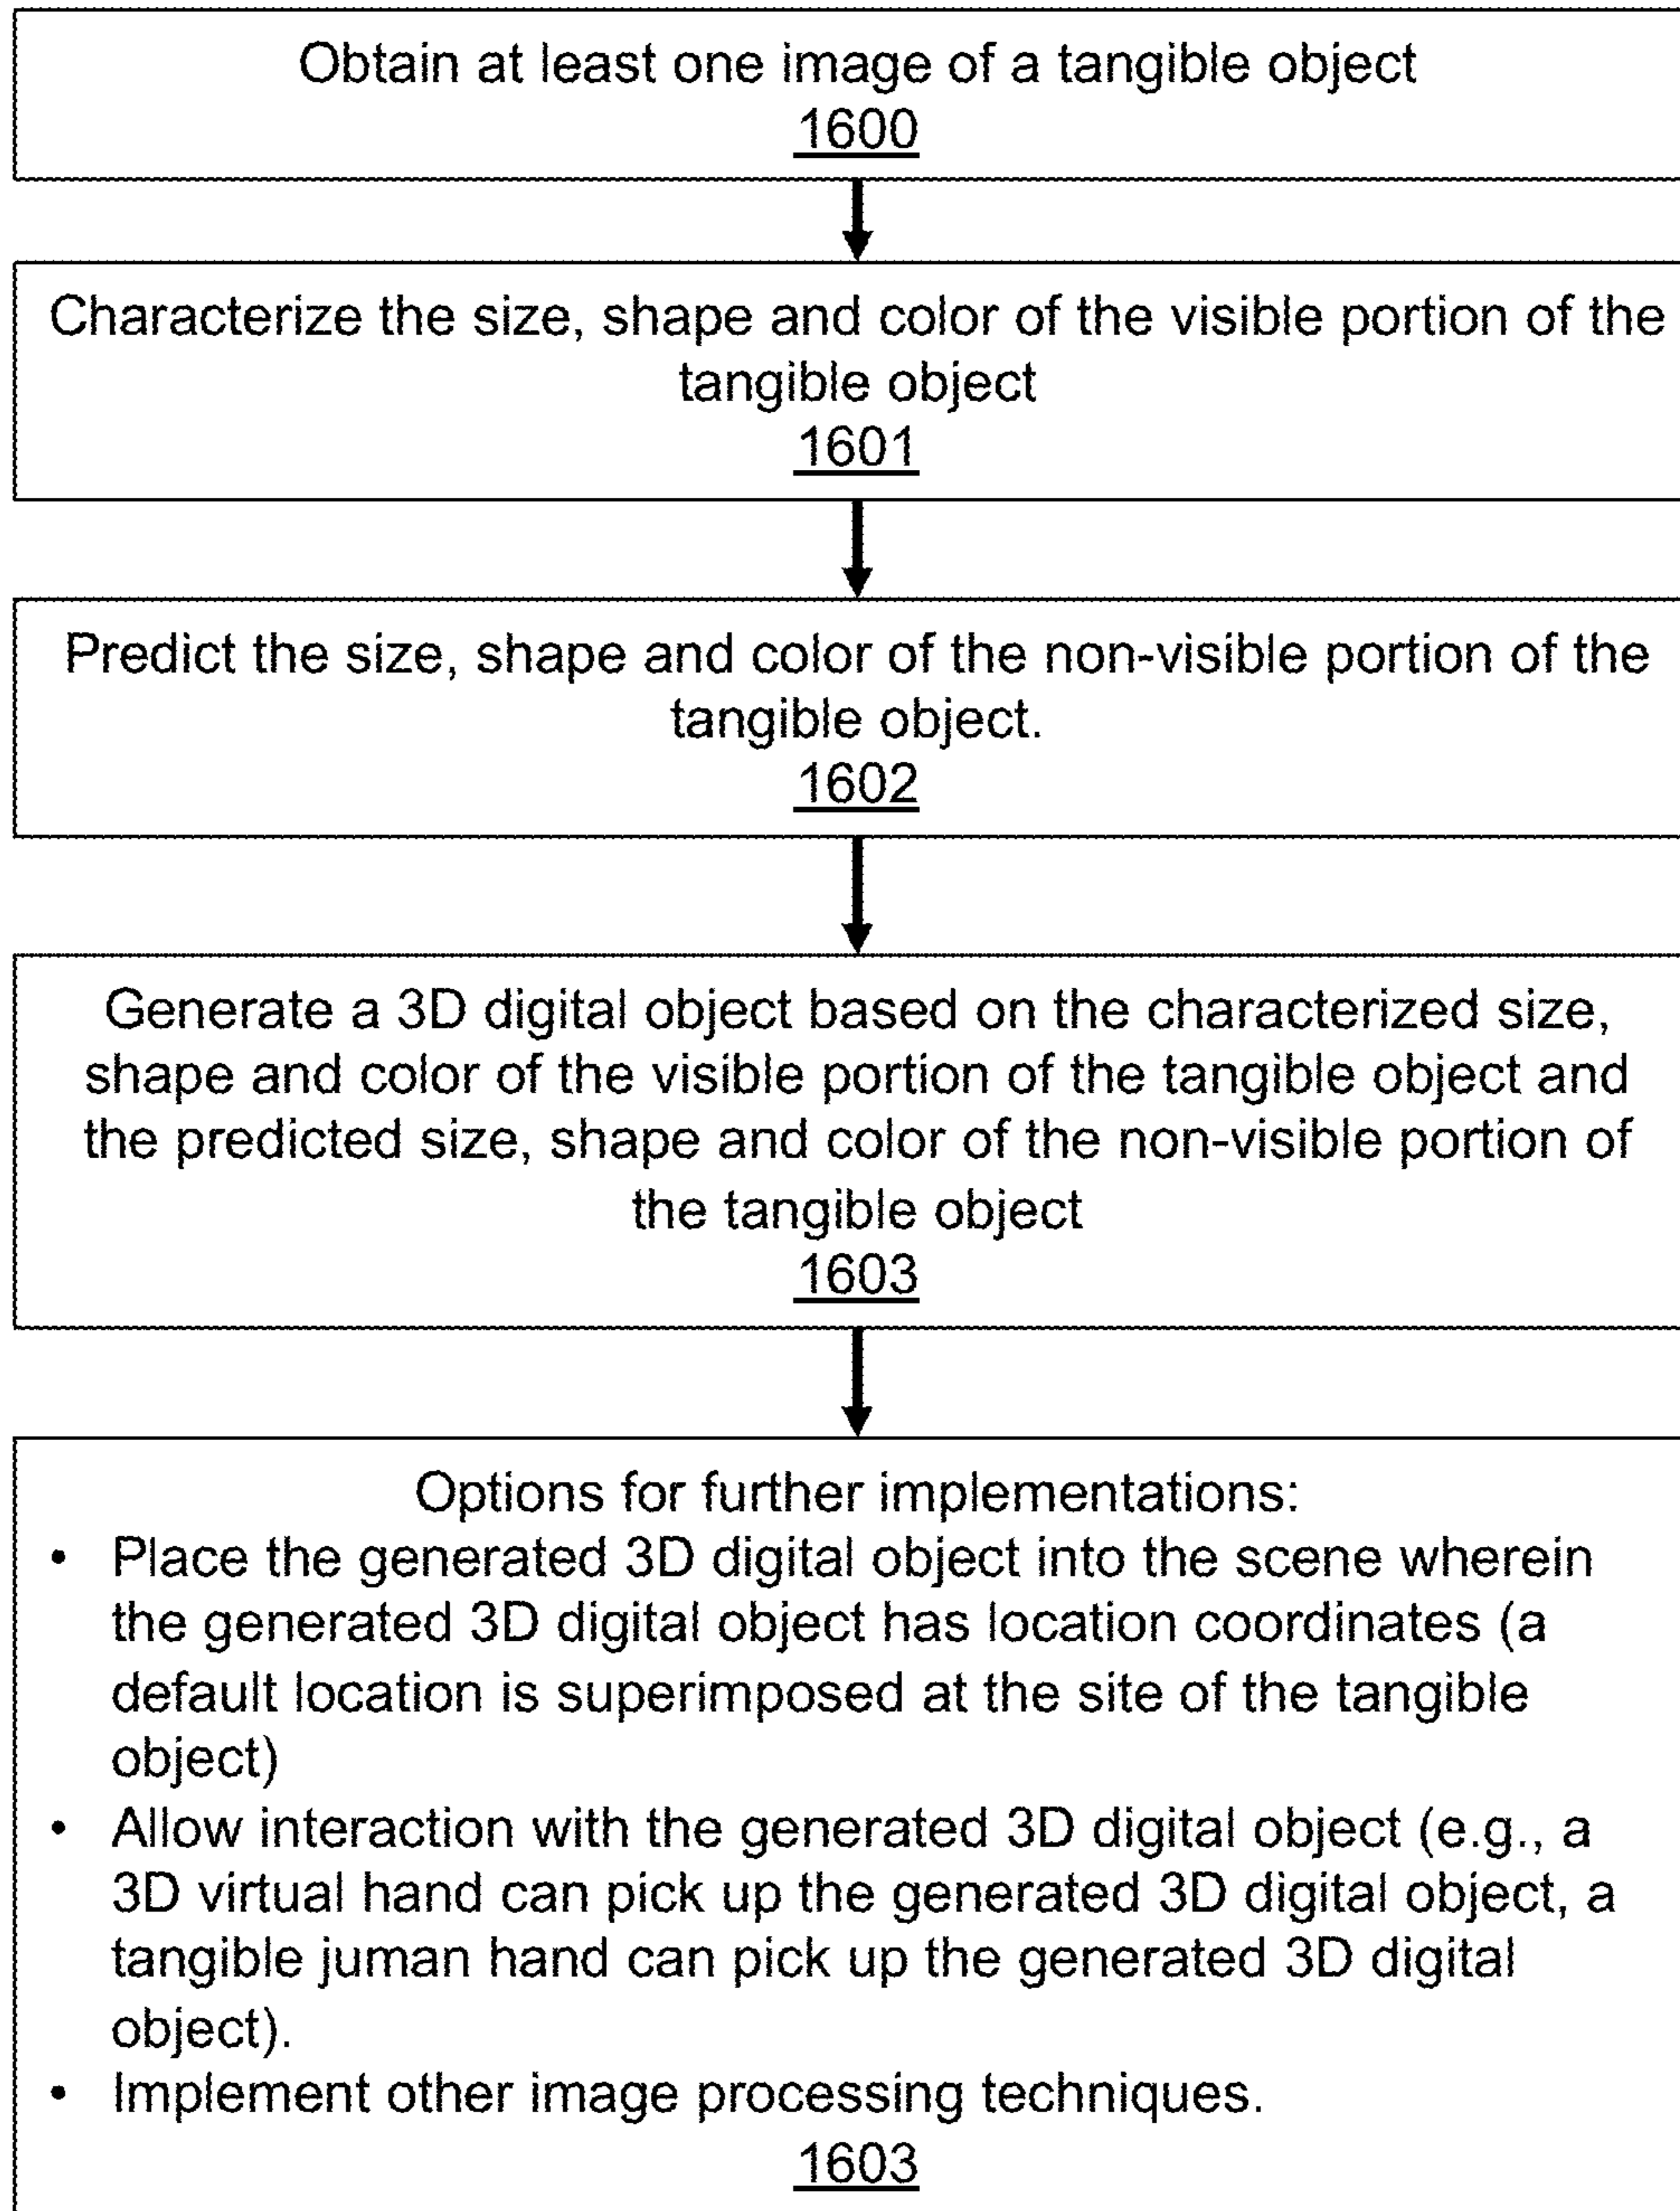 Obtain at least one image of a tangible object
1600
Characterize the size, shape and color of the visible portion of the
tangible object
1601
Predict the size, shape and color of the non-visible portion of the
tangible object.
1602
Generate a 3D digital object based on the characterized size,
shape and color of the visible portion of the tangible object and
the predicted size, shape and color of the non-visible portion of
the tangible object
1603
Options for further implementations:
• Place the generated 3D digital object into the scene wherein
the generated 3D digital object has location coordinates (a
default location is superimposed at the site of the tangible
object)
• Allow interaction with the generated 3D digital object (e.g., a
3D virtual hand can pick up the generated 3D digital object, a
tangible juman hand can pick up the generated 3D digital
object).
• Implement other image processing techniques.
1603